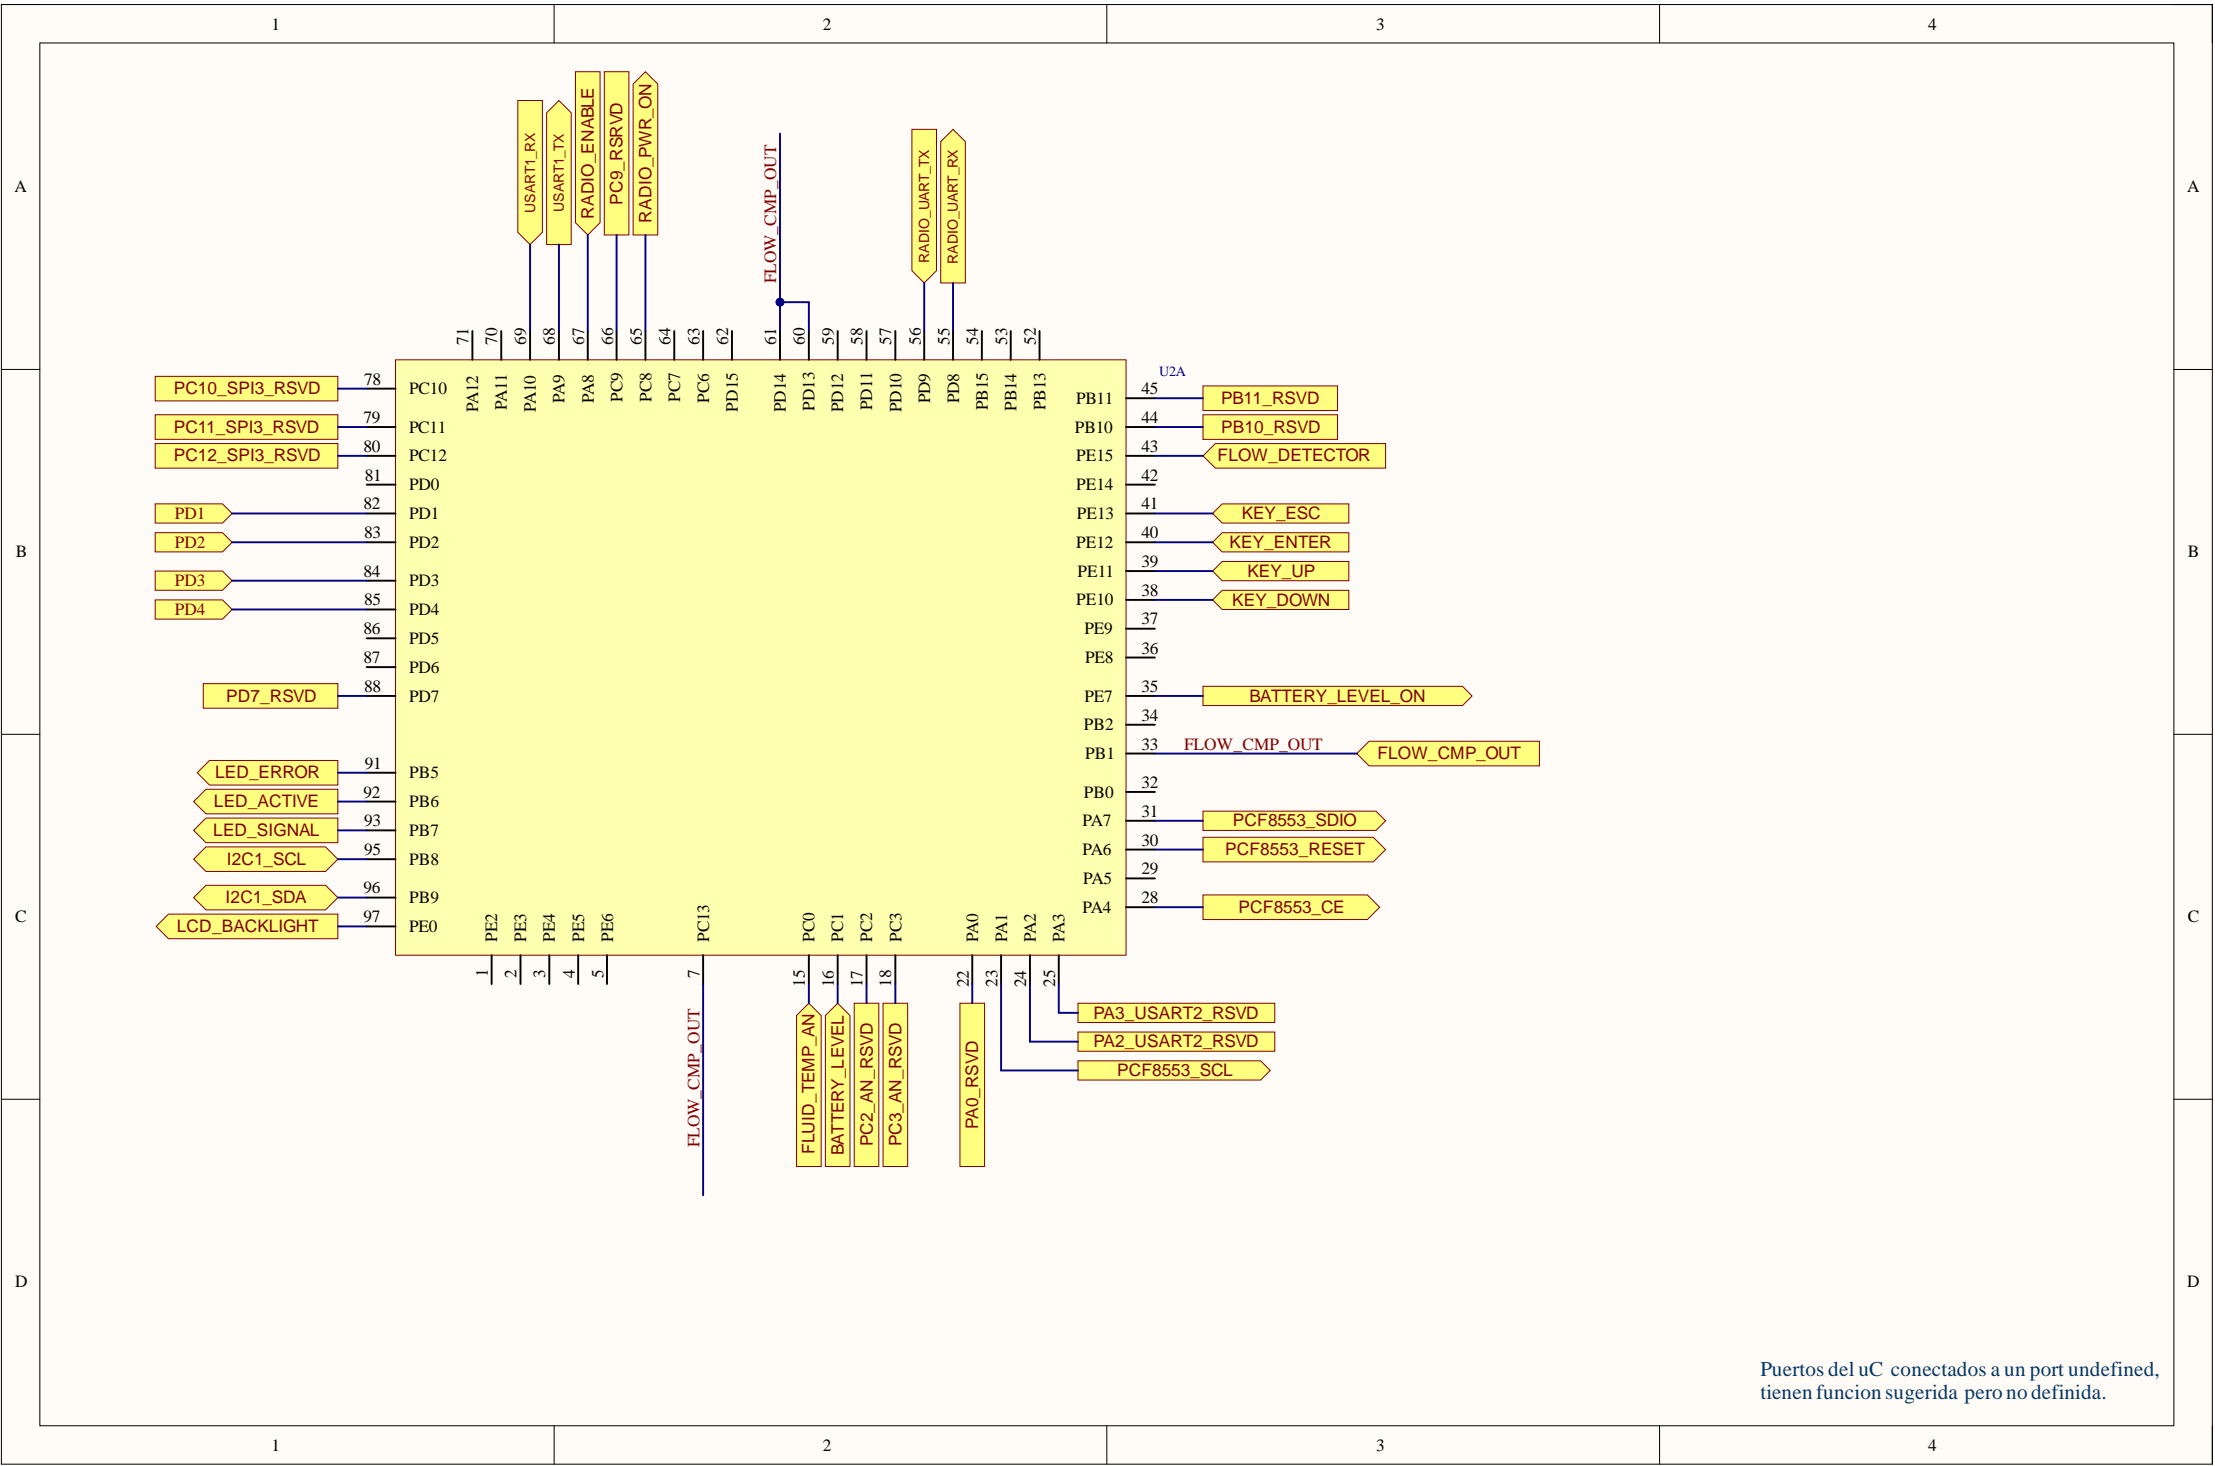 1
2
3
4
A
A
B
B
C
C
D
D
1
2
3
4
USART1_RX
USART1_TX
RADIO_ENABLE
PC9_RSRVD
RADIO_PWR_ON
FLOW_CMP_OUT
RADIO_UART_TX
RADIO_UART_RX
71
70
69
68
67
66
65
64
63
62
61
60
59
58
57
56
55
54
53
52
PA12
PA11
PA10
PA9
PA8
PC9
PC8
PC7
PC6
PD15
PD14
PD13
PD12
PD11
PD10
PD9
PD8
PB15
PB14
PB13
U2A
PC10_SPI3_RSVD 78 PC10
PC11_SPI3_RSVD 79 PC11
PC12_SPI3_RSVD 80 PC12
81 PD0
PD1 82 PD1
PD2 83 PD2
PD3 84 PD3
PD4 85 PD4
86 PD5
87 PD6
PD7_RSVD 88 PD7
LED_ERROR 91 PB5
LED_ACTIVE 92 PB6
LED_SIGNAL 93 PB7
I2C1_SCL 95 PB8
I2C1_SDA 96 PB9
LCD_BACKLIGHT 97 PE0
PB11 45 PB11_RSVD
PB10 44 PB10_RSVD
PE15 43 FLOW_DETECTOR
PE14 42
PE13 41 KEY_ESC
PE12 40 KEY_ENTER
PE11 39 KEY_UP
PE10 38 KEY_DOWN
PE9 37
PE8 36
PE7 35 BATTERY_LEVEL_ON
PB2 34
PB1 33 FLOW_CMP_OUT FLOW_CMP_OUT
PB0 32
PA7 31 PCF8553_SDIO
PA6 30 PCF8553_RESET
PA5 29
PA4 28 PCF8553_CE
PE2
PE3
PE4
PE5
PE6
PC13
PC0
PC1
PC2
PC3
PA0
PA1
PA2
PA3
1
2
3
4
5
7
15
16
17
18
22
23
24
25
FLOW_CMP_OUT
FLUID_TEMP_AN
BATTERY_LEVEL
PC2_AN_RSVD
PC3_AN_RSVD
PA0_RSVD
PA3_USART2_RSVD
PA2_USART2_RSVD
PCF8553_SCL
Puertos del uC conectados a un port undefined,
tienen funcion sugerida pero no definida.